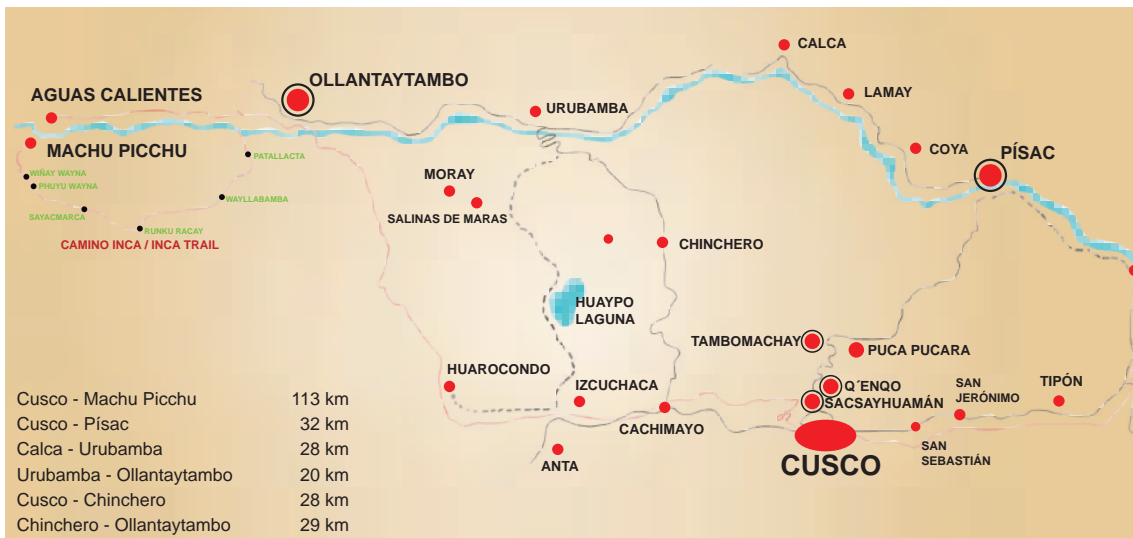 CALCA
OLLANTAYTAMBO
AGUAS CALIENTES
URUBAMBA
LAMAY
MACHU PICCHU
PATALLACTA
COYA
PÍSAC
WIÑAY WAYNA
PHUYU WAYNA
MORAY
WAYLLABAMBA
SAYACMARCA
SALINAS DE MARAS
RUNKU RACAY
CAMINO INCA / INCA TRAIL
CHINCHERO
HUAYPO
LAGUNA
TAMBOMACHAY
PUCA PUCARA
HUAROCONDO
IZCUCHACA
Q´ENQO
SACSAYHUAMÁN
SAN
JERÓNIMO
TIPÓN
CACHIMAYO
CUSCO
SAN
SEBASTIÁN
ANTA
Cusco - Machu Picchu 113 km
Cusco - Písac 32 km
Calca - Urubamba 28 km
Urubamba - Ollantaytambo 20 km
Cusco - Chinchero 28 km
Chinchero - Ollantaytambo 29 km